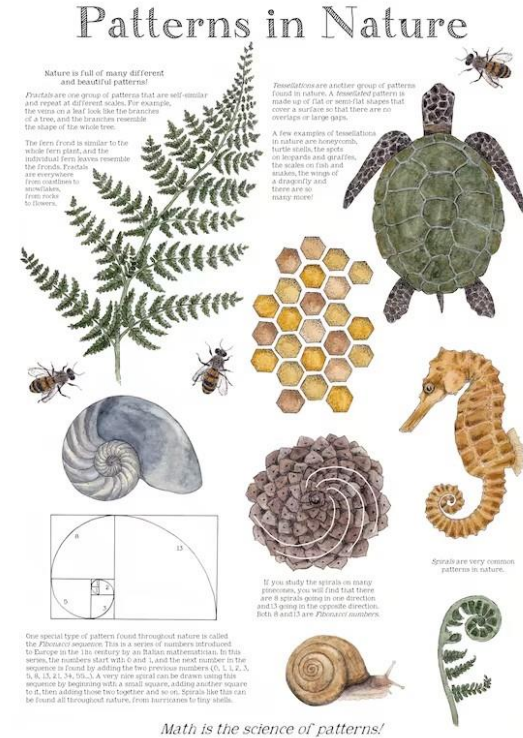 Patterns in Nature
Nature is full of many different
and beautiful patterns!
Fractals are one group of patterns that are self-similar
and repeat at different scales. For example,
the veins on a leaf look like the branches
of a tree, and the branches resemble
the shape of the whole tree.
The fern frond is similar to the
whole fern plant, and the
individual fern leaves resemble
the fronds. Fractals
are everywhere
from coastlines to
snowflakes,
from rocks
to flowers.
Tessellations are another group of patterns
found in nature. A tessellated pattern is
made up of flat or semi-flat shapes that
cover a surface so that there are no
overlaps or large gaps.
A few examples of tessellations
in nature are honeycomb,
turtle shells, the spots
on leopards and giraffes,
the scales on fish and
snakes, the wings of
a dragonfly and
there are so
many more!
8
13
5
3
2
Spirals are very common
patterns in nature.
If you study the spirals on many
pinecones, you will find that there
are 8 spirals going in one direction
and 13 going in the opposite direction.
Both 8 and 13 are Fibonacci numbers.
One special type of pattern found throughout nature is called
the Fibonacci sequence. This is a series of numbers introduced
to Europe in the century by an Italian mathematician. In this
series, the numbers start with 0 and 1, and the next number in the
sequence is found by adding the two previous numbers (0, 1, 1, 2, 3,
5, 8, 13, 21, 34, 55...). A very nice spiral can be drawn using this
sequence by beginning with a small square, adding another square
to it, then adding those two together and so on. Spirals like this can
be found all throughout nature, from hurricanes to tiny shells.
Math is the science of patterns!